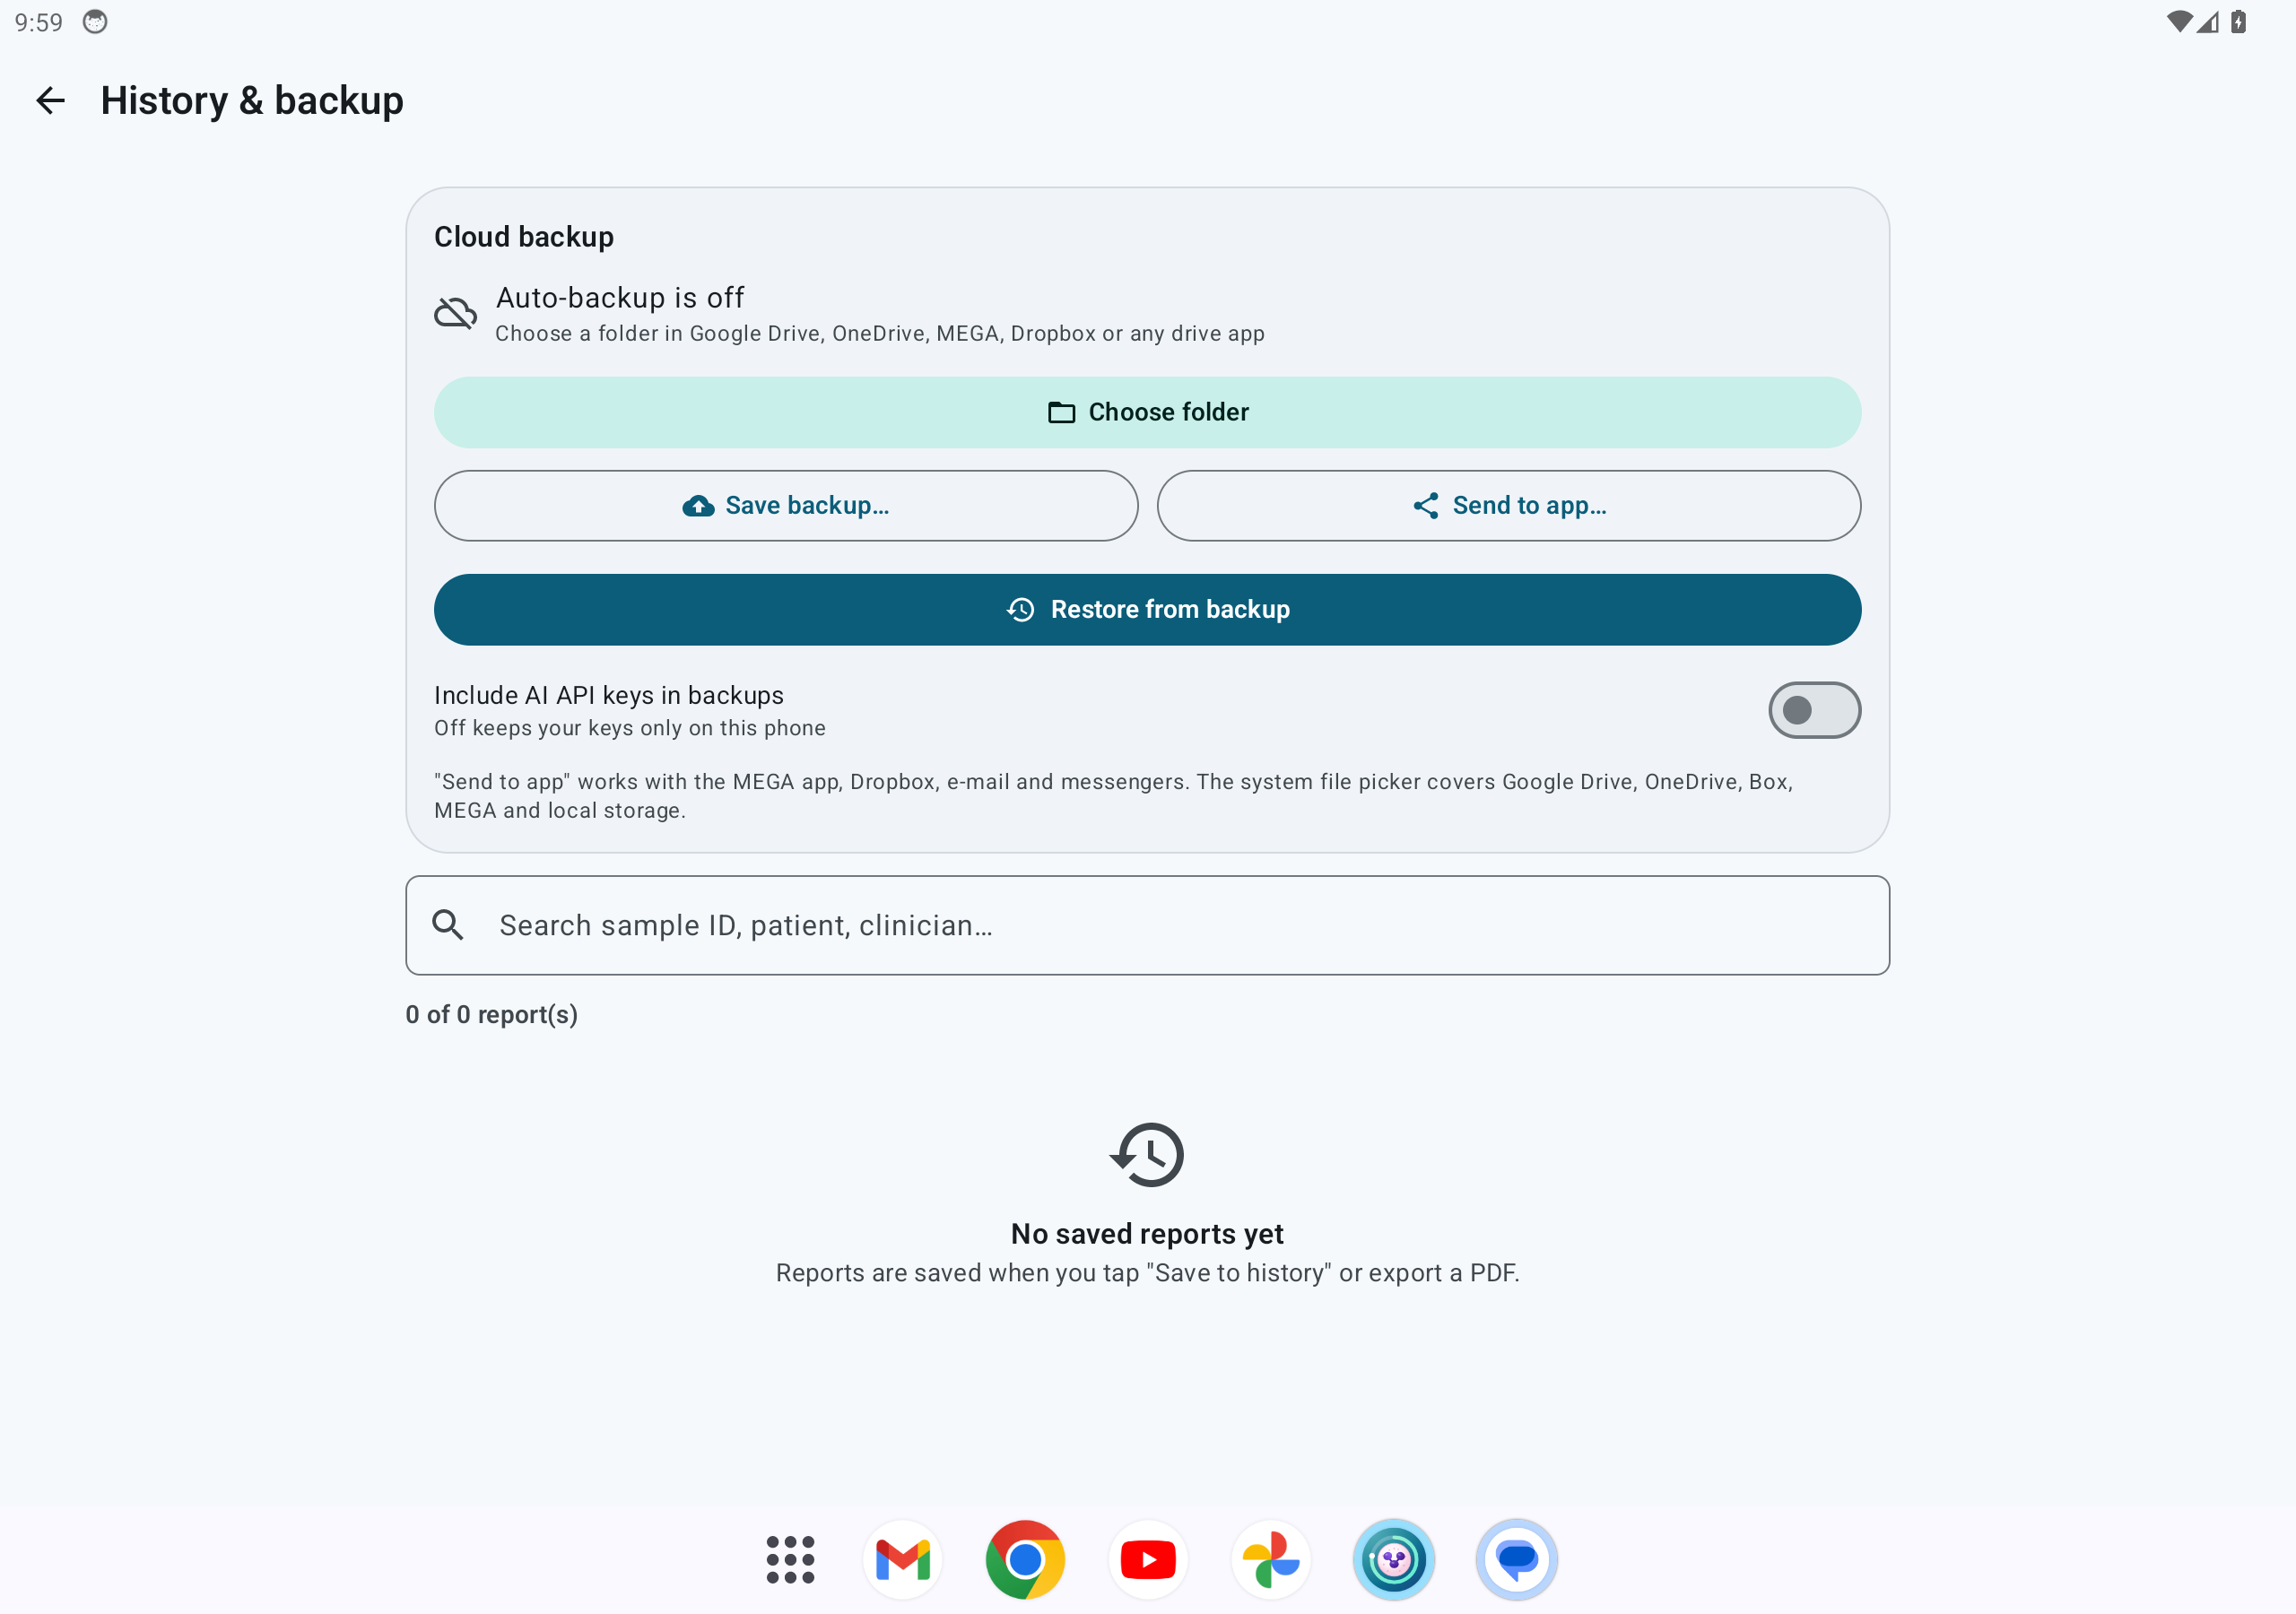 9:59
History & backup
Cloud backup
Auto-backup is off
Choose a folder in Google Drive, OneDrive, MEGA, Dropbox or any drive app
Choose folder
Save backup…
Send to app…
Restore from backup
Include AI API keys in backups
Off keeps your keys only on this phone
"Send to app" works with the MEGA app, Dropbox, e-mail and messengers. The system file picker covers Google Drive, OneDrive, Box,
MEGA and local storage.
Search sample ID, patient, clinician…
0 of 0 report(s)
No saved reports yet
Reports are saved when you tap "Save to history" or export a PDF.